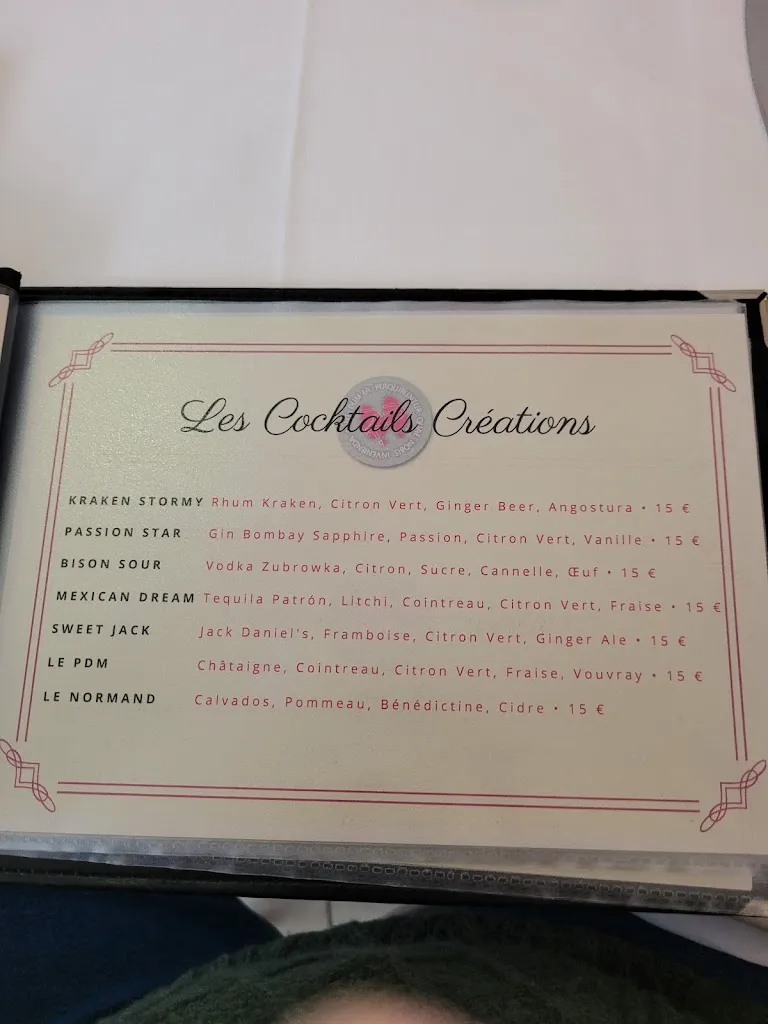 Les Cocktails Créations
KRAKEN STORMY Rhum Kraken, Citron Vert, Ginger Beer, Angostura • 15 €
PASSION STAR Gin Bombay Sapphire, Passion, Citron Vert, Vanille • 15 €
BISON SOUR Vodka Zubrowka, Citron, Sucre, Cannelle, Œuf • 15 €
MEXICAN DREAM Tequila Patrón, Litchi, Cointreau, Citron Vert, Fraise • 15 €
SWEET JACK Jack Daniel's, Framboise, Citron Vert, Ginger Ale • 15 €
LE PDM Châtaigne, Cointreau, Citron Vert, Fraise, Vouvray • 15 €
LE NORMAND Calvados, Pommeau, Bénédictine, Cidre • 15 €